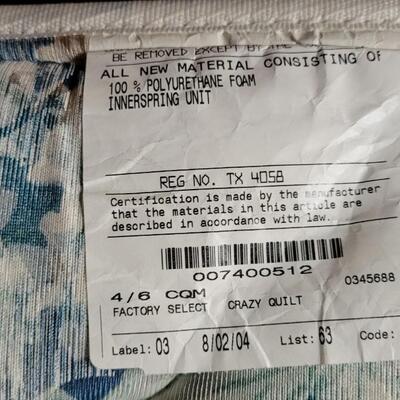 BE REMOVED EXCEPT BY THE
ALL NEW MATERIAL CONSISTING OF
100 % POLYURETHANE FOAM
INNERSPRING UNIT
REG NO. TX 4058
Certification is made by the manufacturer
that the materials in this article are
described in accordance with law.
007400512
0345688
4/6 CQM
FACTORY SELECT CRAZY QUILT
Label: 03 8/02/04 List: 63 Code: